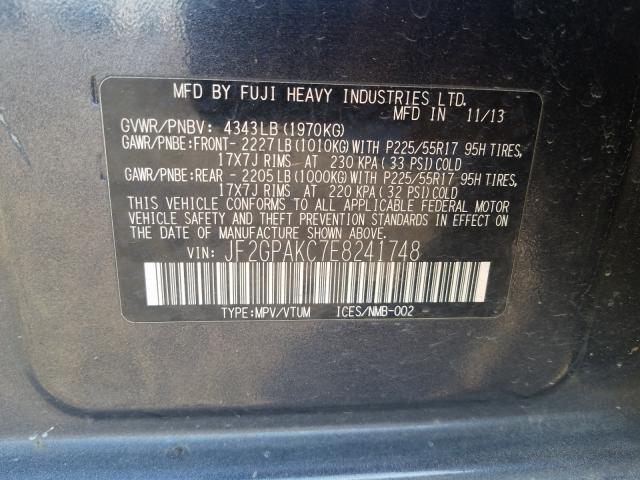 MFD BY FUJI HEAVY INDUSTRIES LTD.
MFD IN 11/13
GVWR/PNBV: 4343LB(1970KG)
GAWR/PNBE:FRONT- 2227LB(1010KG)WITH P225/55R17 95H TIRES,
17X7J RIMS AT 230 KPA(33 PSI)COLD
GAWR/PNBE:REAR - 2205LB(1000KG)WITH P225/55R17 95H TIRES,
17X7J RIMS AT 220 KPA(32 PSI)COLD
THIS VEHICLE CONFORMS TO ALL APPLICABLE FEDERAL MOTOR
VEHICLE SAFETY AND THEFT PREVENTION STANDARDS IN EFFECT ON
THE DATE OF MANUFACTURE SHOWN ABOVE.
VIN: JF2GPAKC7E8241748
TYPE:MPV/VTUM ICES/NMB-002